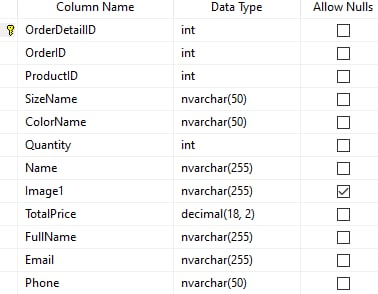 Column Name Data Type Allow Nulls
OrderDetailID int
OrderID int
ProductID int
SizeName nvarchar(50)
ColorName nvarchar(50)
Quantity int
Name nvarchar(255)
Image1 nvarchar(255)
TotalPrice decimal(18, 2)
FullName nvarchar(255)
Email nvarchar(255)
Phone nvarchar(50)